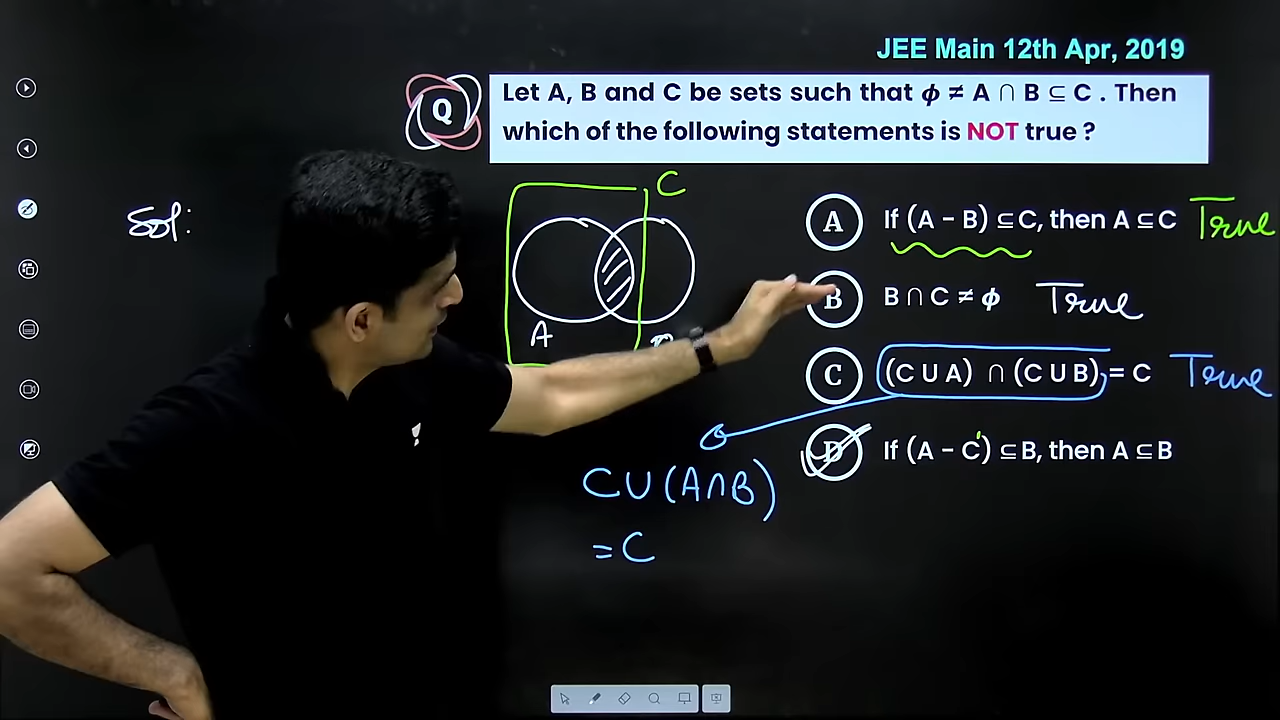 JEE Main 12th Apr, 2019
Q
Let A, B and C be sets such that ϕ ≠ A ∩ B ⊆ C . Then
which of the following statements is NOT true ?
Sol:
C
A
A If (A - B) ⊆ C, then A ⊆ C True
B B ∩ C ≠ ϕ True
C (C ∪ A) ∩ (C ∪ B) = C True
D If (A - C') ⊆ B, then A ⊆ B
C ∪ (A ∩ B)
= C